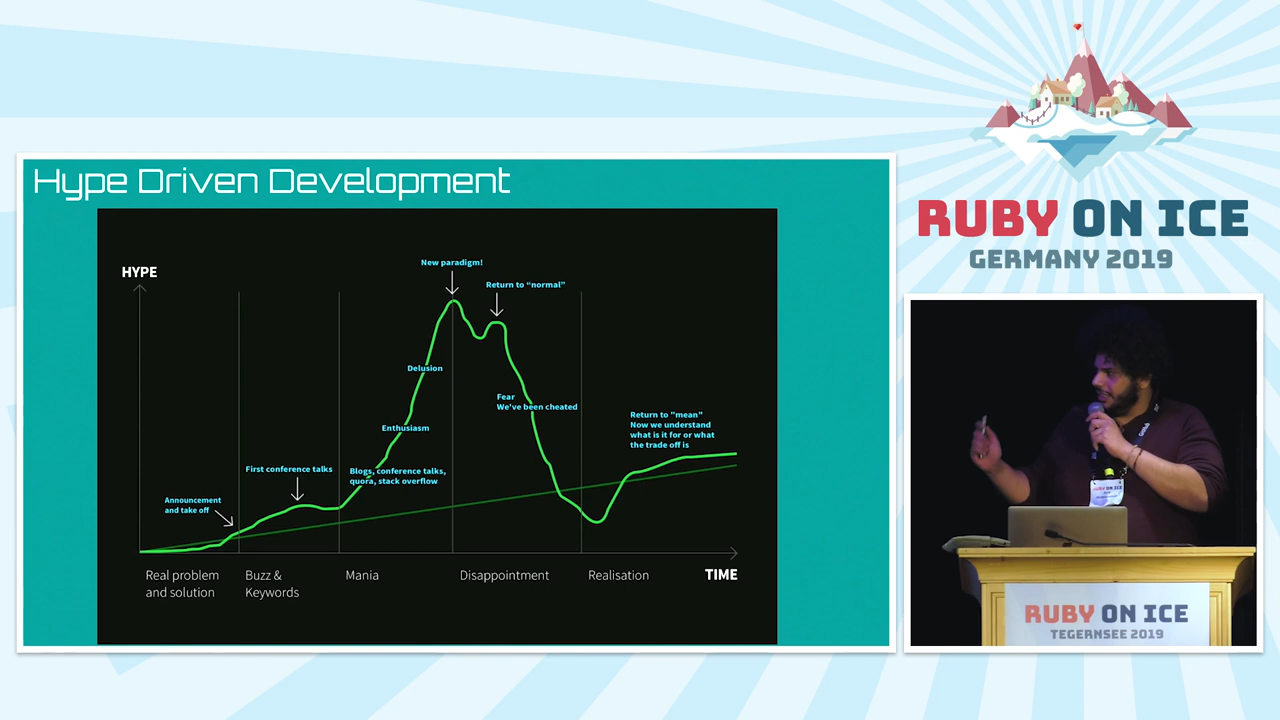 Hype Driven Development
HYPE
New paradigm!
Return to “normal”
Delusion
Fear
We've been cheated
Enthusiasm
Return to "mean"
Now we understand
what is it for or what
the trade off is
First conference talks
Blogs, conference talks,
quora, stack overflow
Announcement
and take off
Real problem
and solution
Buzz &
Keywords
Mania
Disappointment
Realisation
TIME
RUBY ON ICE
GERMANY 2019
RUBY ON ICE
RUBY ON ICE
TEGERNSEE 2019